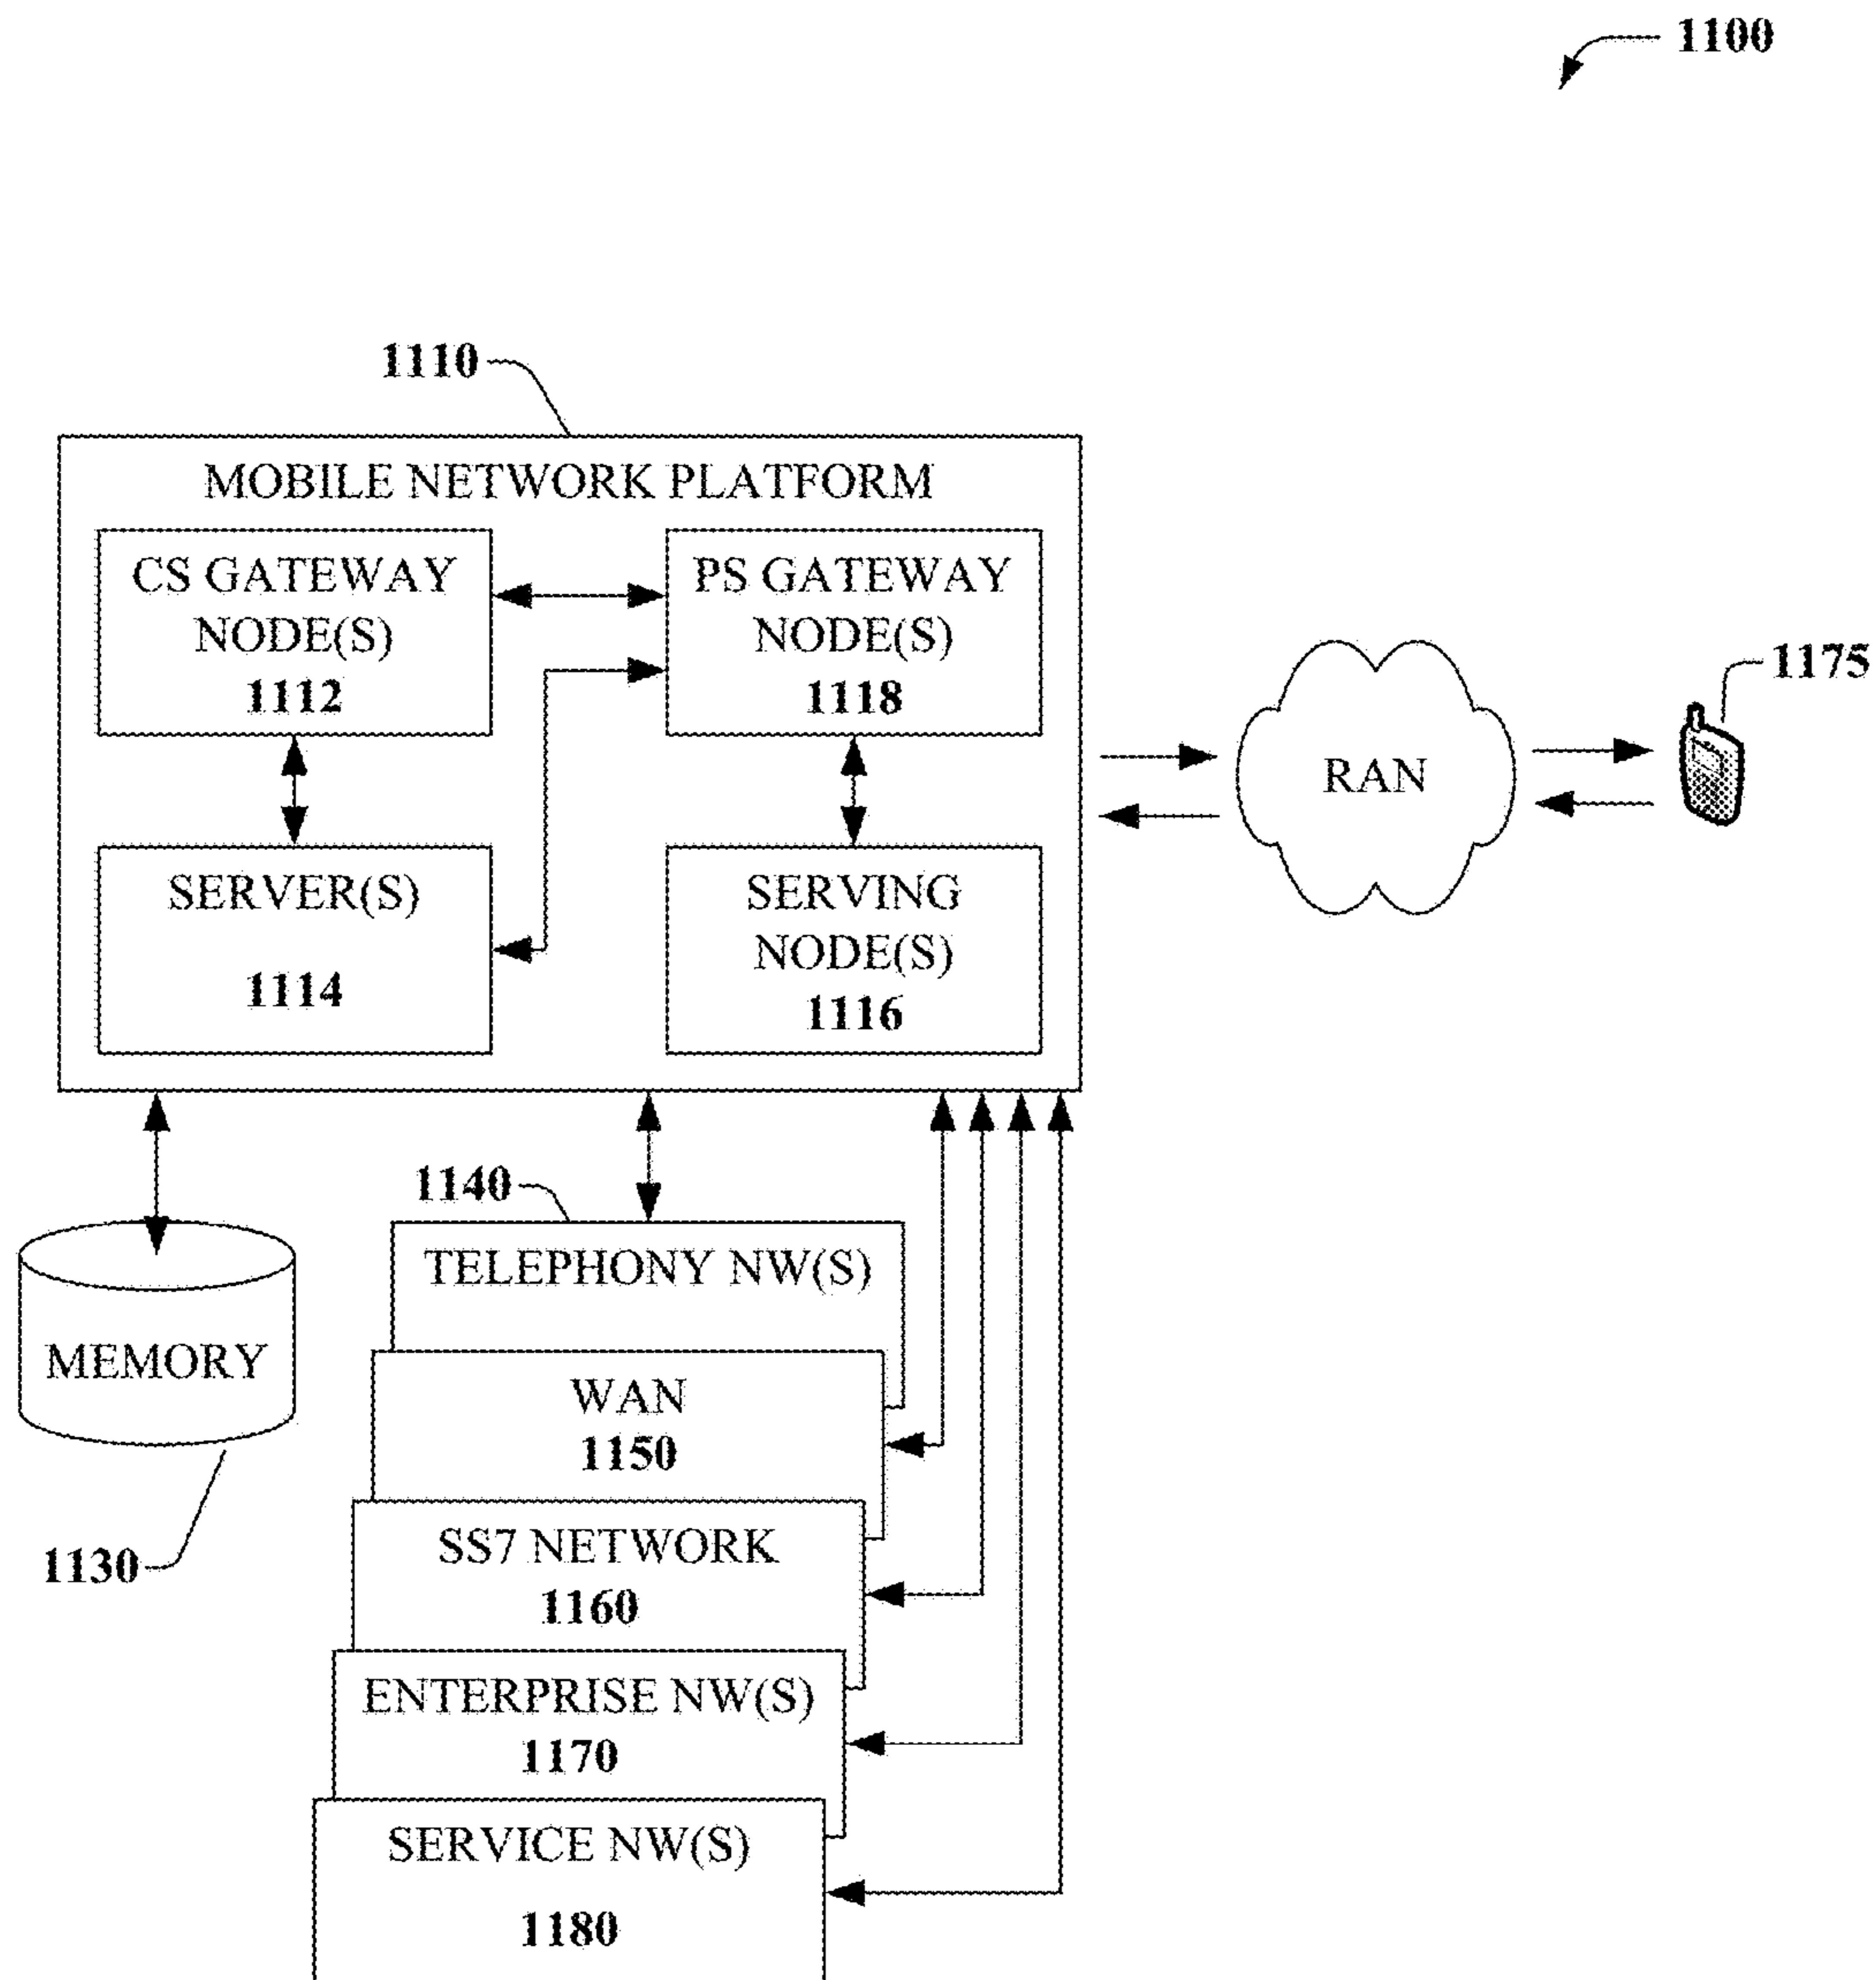 1100
1110
MOBILE NETWORK PLATFORM
CS GATEWAY
NODE(S)
1112
PS GATEWAY
NODE(S)
1118
SERVER(S)
1114
SERVING
NODE(S)
1116
RAN
1175
1140
TELEPHONY NW(S)
MEMORY
1130
WAN
1150
SS7 NETWORK
1160
ENTERPRISE NW(S)
1170
SERVICE NW(S)
1180